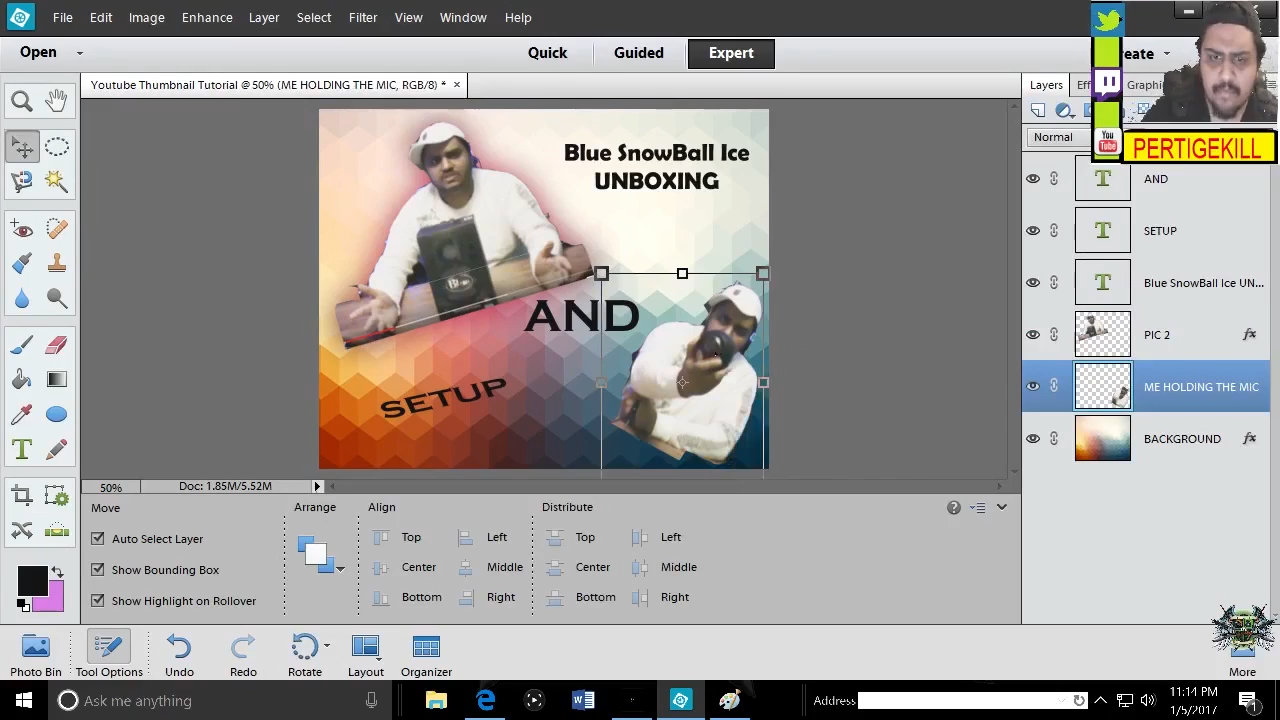 File Edit Image Enhance Layer Select Filter View Window Help
Open Quick Guided Expert
Youtube Thumbnail Tutorial @ 50% (ME HOLDING THE MIC, RGB/8) * ×
Layers
Normal
You
Tube
PERTIGEKILL
Blue SnowBall Ice
UNBOXING
AND
SETUP
AND
SETUP
Blue SnowBall Ice UN...
PIC 2 fx
ME HOLDING THE MIC
BACKGROUND fx
50% Doc: 1.85M/5.52M
Move Arrange Align Distribute
Auto Select Layer Top Left Top Left
Show Bounding Box Center Middle Center Middle
Show Highlight on Rollover Bottom Right Bottom Right
Photo Bin Tool Options Undo Redo Rotate Layout Organizer More
Ask me anything Address 11:14 PM
1/5/2017